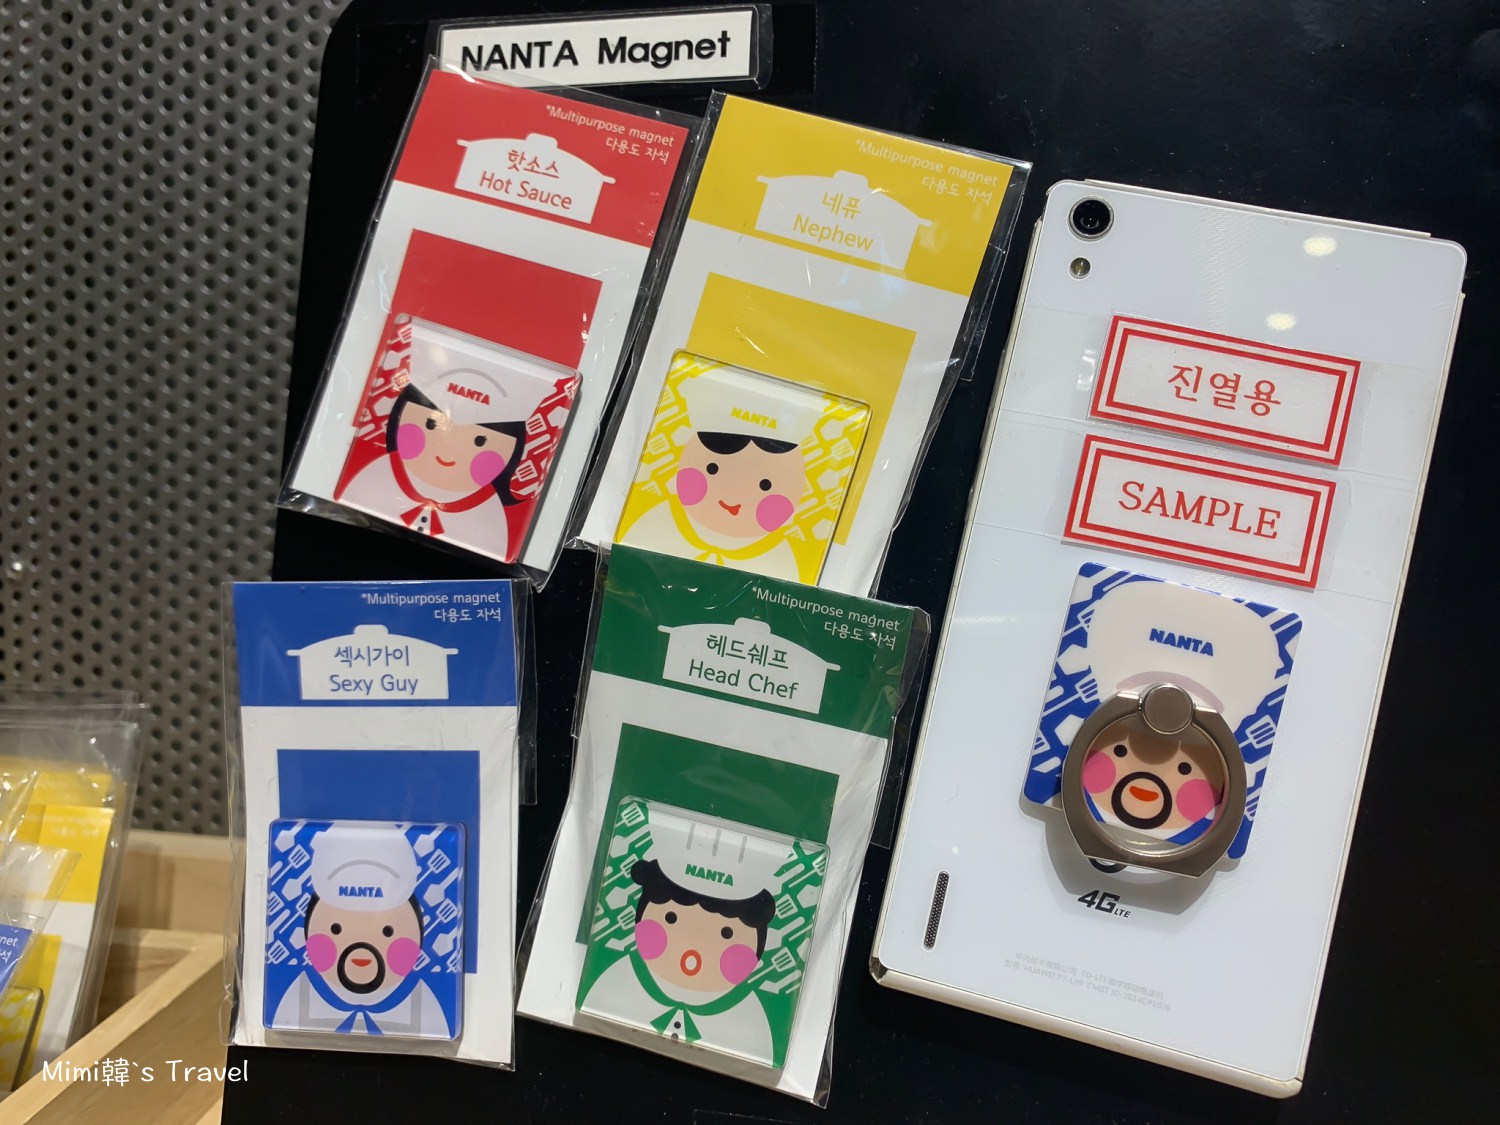 NANTA Magnet
*Multipurpose magnet
다용도 자석
핫소스
Hot Sauce
NANTA
*Multipurpose magnet
다용도 자석
네퓨
Nephew
NANTA
진열용
SAMPLE
NANTA
4G LTE
*Multipurpose magnet
다용도 자석
섹시가이
Sexy Guy
NANTA
*Multipurpose magnet
다용도 자석
헤드쉐프
Head Chef
NANTA
Mimi韓`s Travel